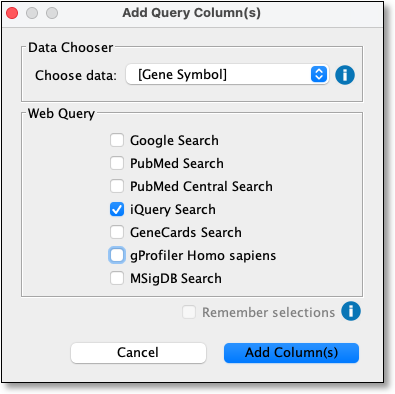 Add Query Column(s)
Data Chooser
Choose data: [Gene Symbol]
Web Query
Google Search
PubMed Search
PubMed Central Search
iQuery Search
GeneCards Search
gProfiler Homo sapiens
MSigDB Search
Remember selections
Cancel Add Column(s)